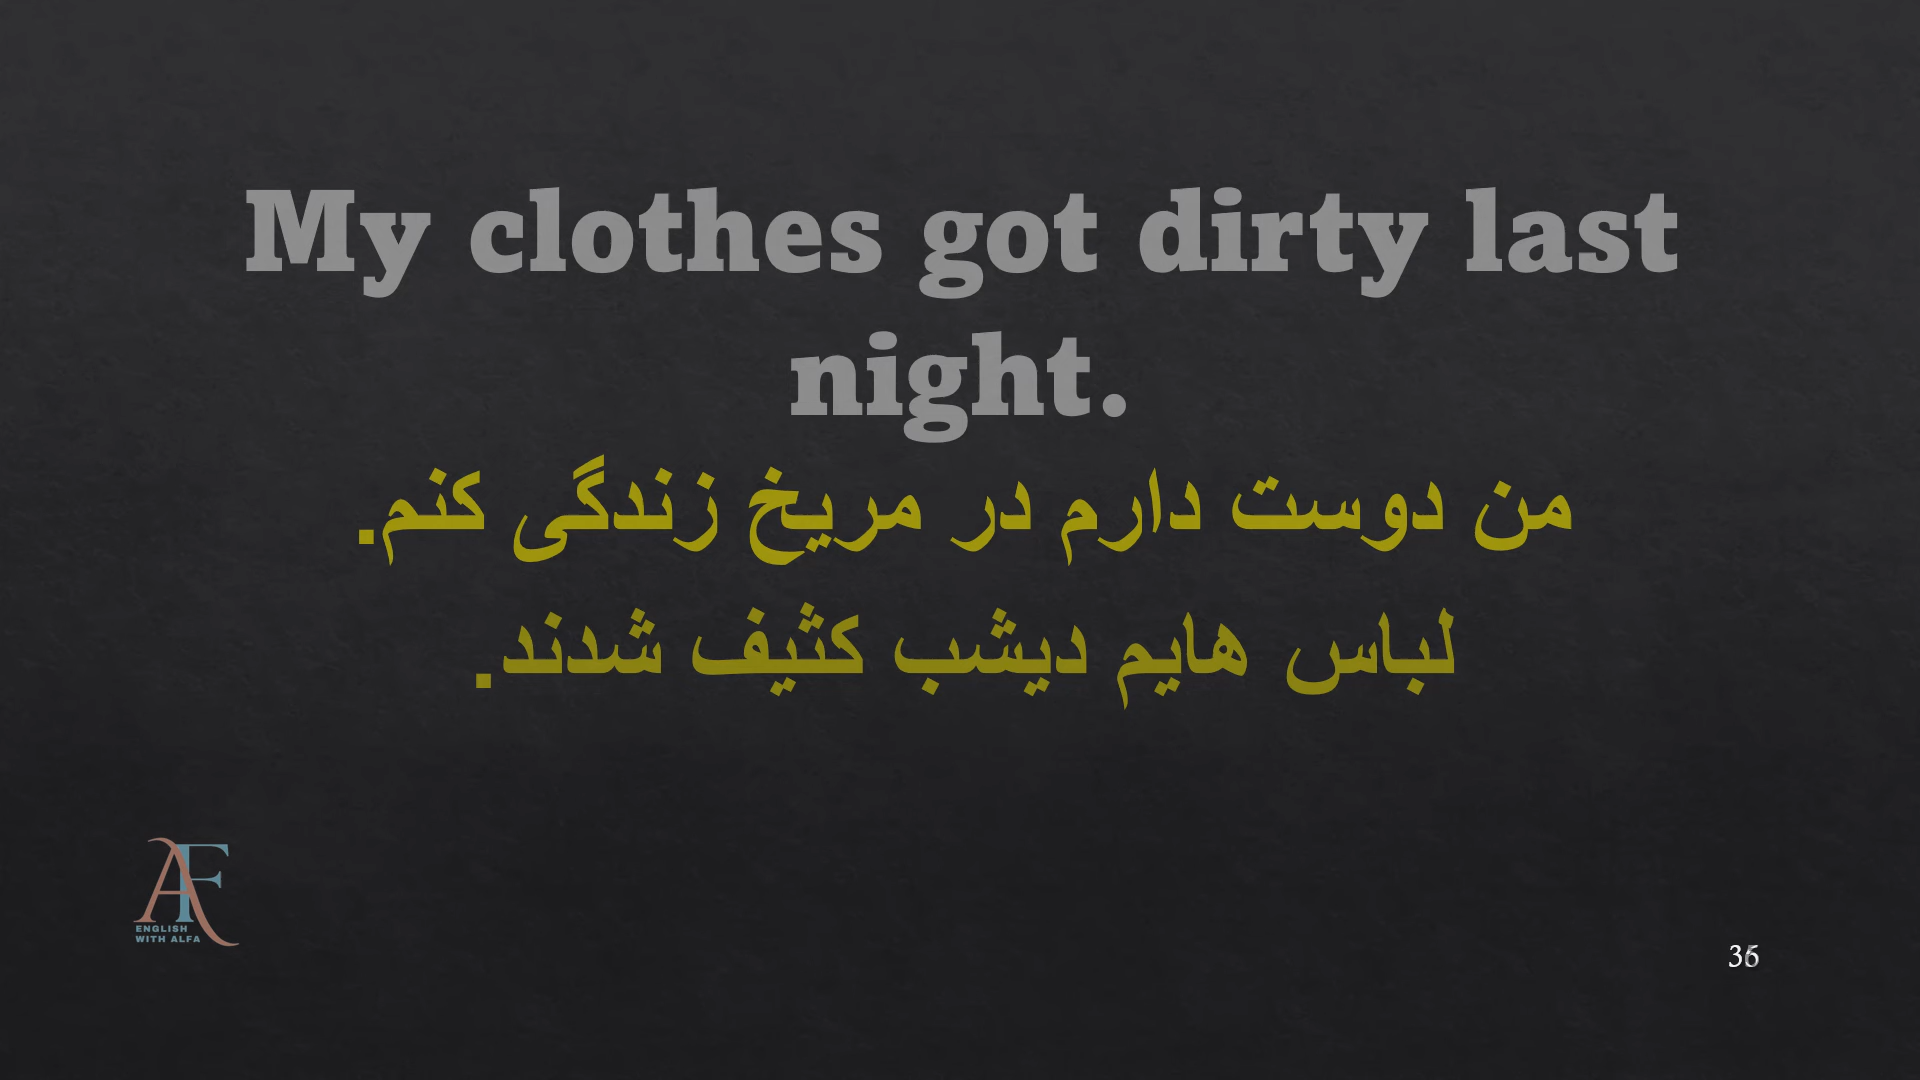 My clothes got dirty last
night.
من دوست دارم در مریخ زندگی کنم.
لباس هایم دیشب کثیف شدند.
AF
ENGLISH
WITH ALFA